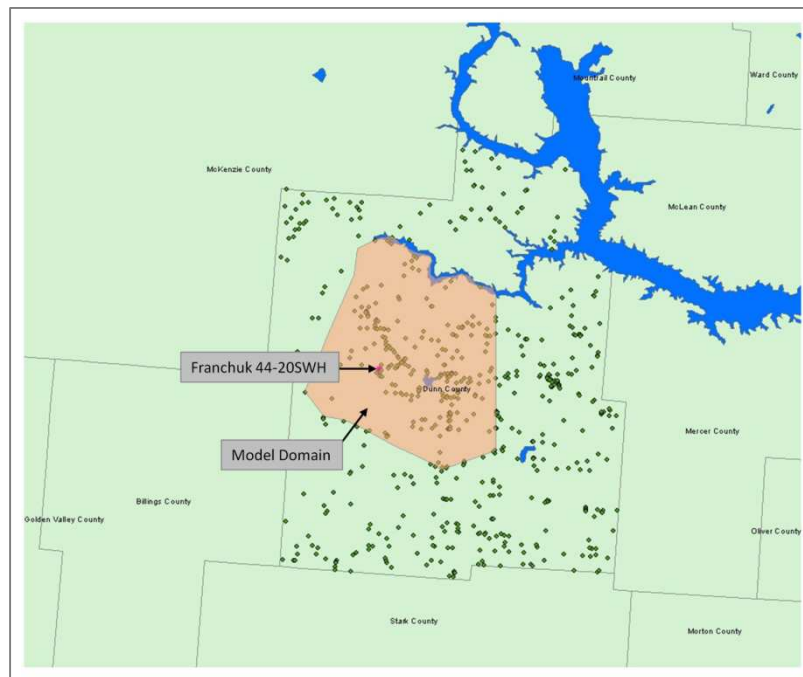 Mountrail County
Ward County
McKenzie County
McLean County
Franchuk 44-20SWH
Dunn County
Model Domain
Mercer County
Billings County
Golden Valley County
Oliver County
Stark County
Morton County